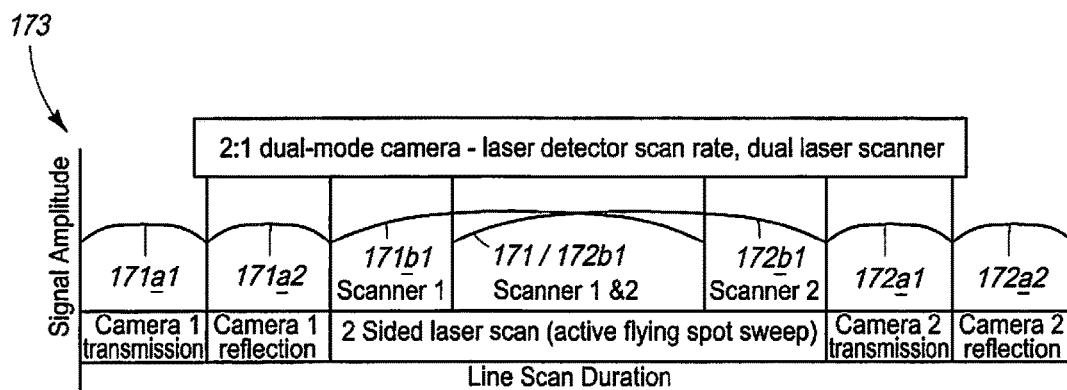 173
2:1 dual-mode camera - laser detector scan rate, dual laser scanner
Signal Amplitude
171a1
171a2
171b1
171 / 172b1
172b1
172a1
172a2
Scanner 1
Scanner 1 &2
Scanner 2
Camera 1
transmission
Camera 1
reflection
2 Sided laser scan (active flying spot sweep)
Camera 2
transmission
Camera 2
reflection
Line Scan Duration